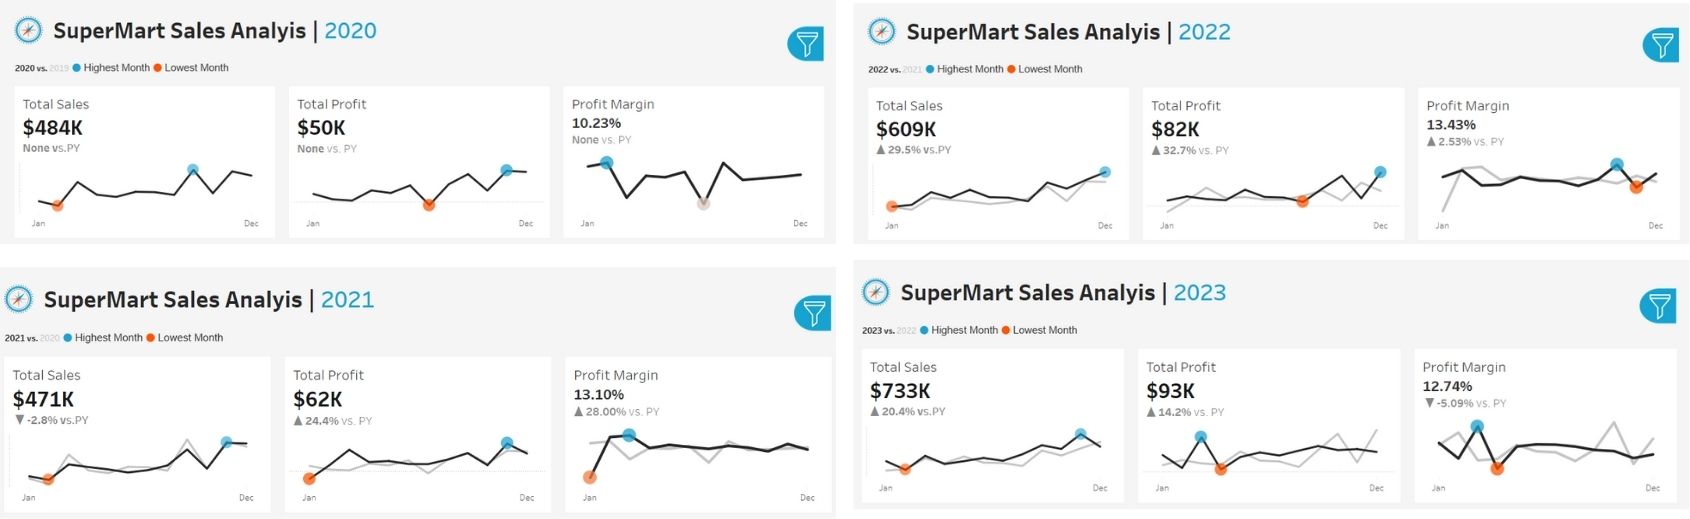 SuperMart Sales Analyis | 2020
2020 vs. 2019 Highest Month Lowest Month
Total Sales
$484K
None vs.PY
Jan Dec
Total Profit
$50K
None vs. PY
Jan Dec
Profit Margin
10.23%
None vs. PY
Jan Dec
SuperMart Sales Analyis | 2022
2022 vs. 2021 Highest Month Lowest Month
Total Sales
$609K
▲ 29.5% vs.PY
Jan Dec
Total Profit
$82K
▲ 32.7% vs. PY
Jan Dec
Profit Margin
13.43%
▲ 2.53% vs. PY
Jan Dec
SuperMart Sales Analyis | 2021
2021 vs. 2020 Highest Month Lowest Month
Total Sales
$471K
▼ -2.8% vs.PY
Jan Dec
Total Profit
$62K
▲ 24.4% vs. PY
Jan Dec
Profit Margin
13.10%
▲ 28.00% vs. PY
Jan Dec
SuperMart Sales Analyis | 2023
2023 vs. 2022 Highest Month Lowest Month
Total Sales
$733K
▲ 20.4% vs.PY
Jan Dec
Total Profit
$93K
▲ 14.2% vs. PY
Jan Dec
Profit Margin
12.74%
▼ -5.09% vs. PY
Jan Dec